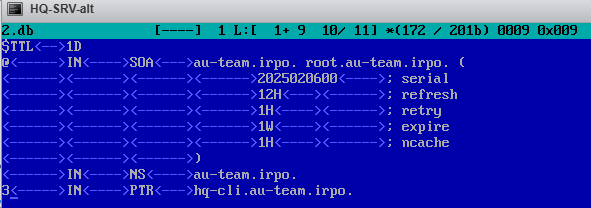 HQ-SRV-alt
2.db [----] 1 L:[ 1+ 9 10/ 11] *(172 / 201b) 0009 0x009
$TTL<-->1D
@<------>IN<---->SOA<--->au-team.irpo. root.au-team.irpo. (
<------><------><------><------>2025020600<---->; serial
<------><------><------><------>12H<---><------>; refresh
<------><------><------><------>1H<----><------>; retry
<------><------><------><------>1W<----><------>; expire
<------><------><------><------>1H<----><------>; ncache
<------><------><------>)
<------>IN<---->NS<---->au-team.irpo.
3<----->IN<---->PTR<--->hq-cli.au-team.irpo.